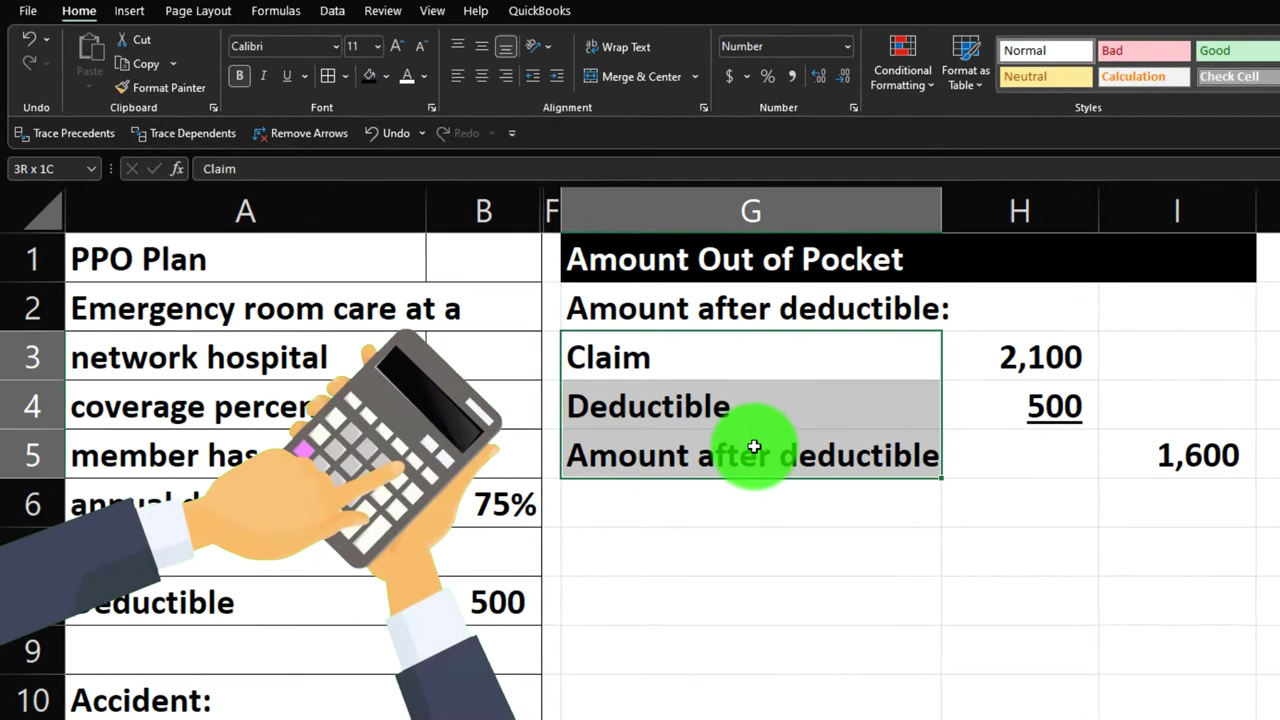 File Home Insert Page Layout Formulas Data Review View Help QuickBooks
Cut
Copy
Format Painter
Paste
Undo
Clipboard
Calibri 11
B I U
Font
Wrap Text
Merge & Center
Alignment
Number
$ % ,
Number
Conditional Formatting
Format as Table
Normal Bad Good
Neutral Calculation Check Cell
Styles
Trace Precedents Trace Dependents Remove Arrows Undo Redo
3R x 1C fx Claim
A B F G H I
1 PPO Plan Amount Out of Pocket
2 Emergency room care at a Amount after deductible:
3 network hospital Claim 2,100
4 coverage Deductible 500
5 member has Amount after deductible 1,600
6 75%
Deductible 500
9
10 Accident: